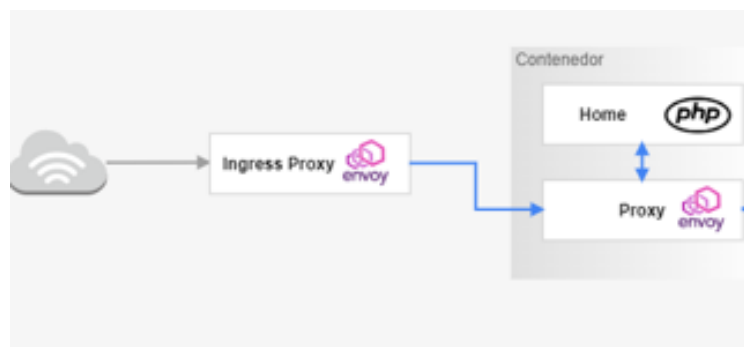 Contenedor
Home
php
Ingress Proxy
envoy
Proxy
envoy